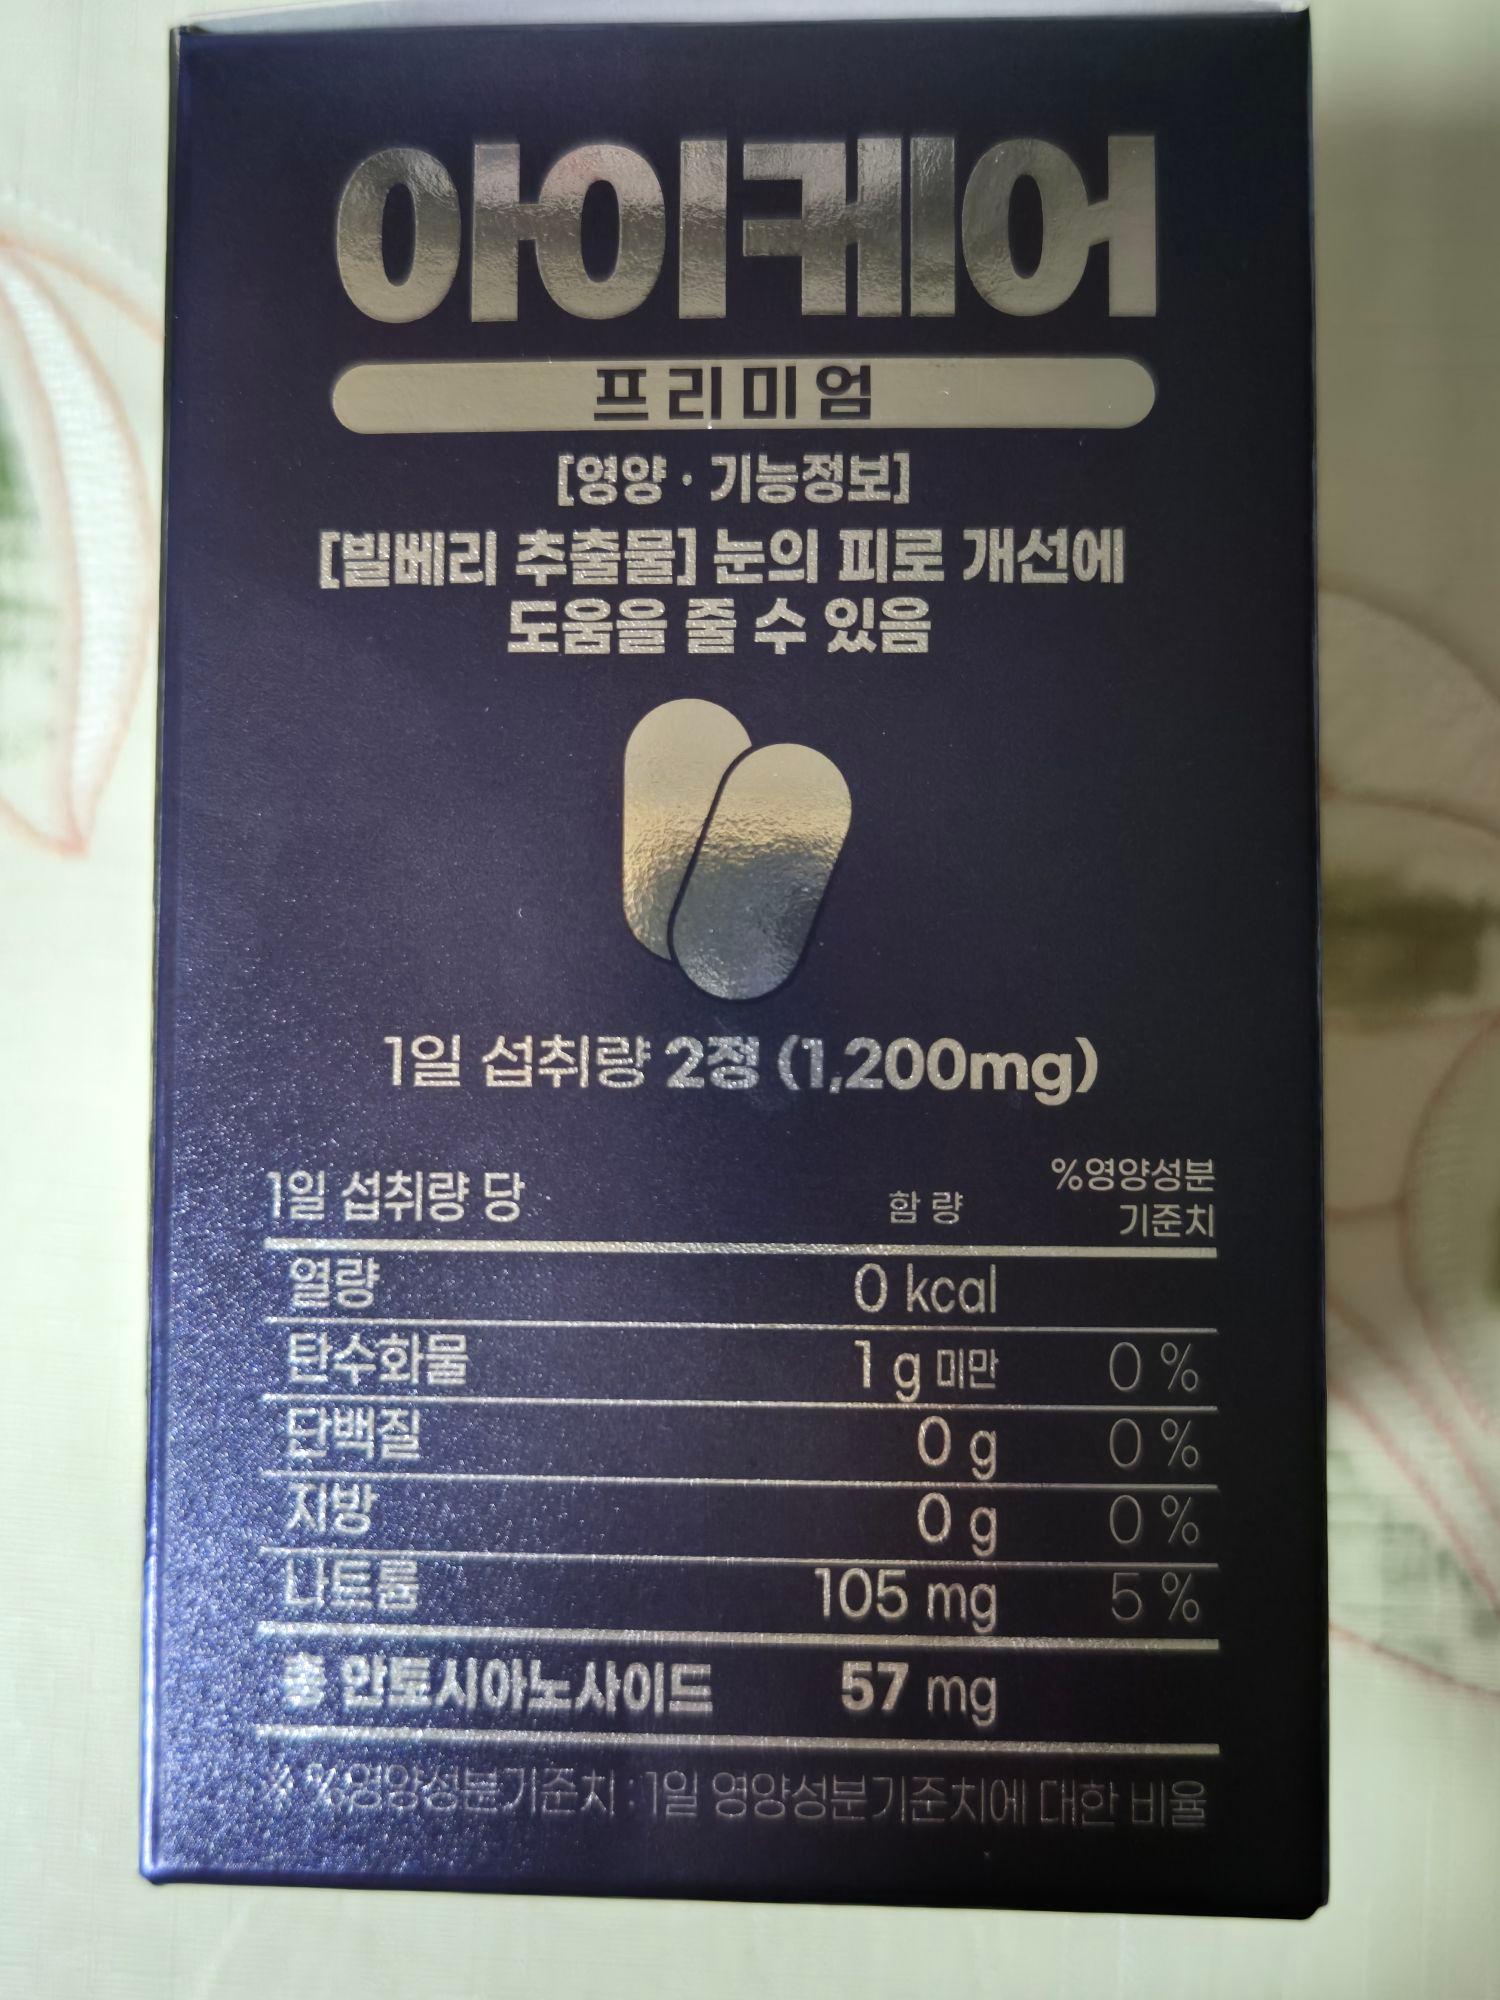 아이케어
프리미엄
[영양·기능정보]
[빌베리 추출물] 눈의 피로 개선에
도움을 줄 수 있음
1일 섭취량 2정 (1,200mg)
1일 섭취량 당 함 량 %영양성분
기준치
열량 0 kcal
탄수화물 1 g 미만 0 %
단백질 0 g 0 %
지방 0 g 0 %
나트륨 105 mg 5 %
총 안토시아노사이드 57 mg
※ %영양성분기준치 : 1일 영양성분기준치에 대한 비율